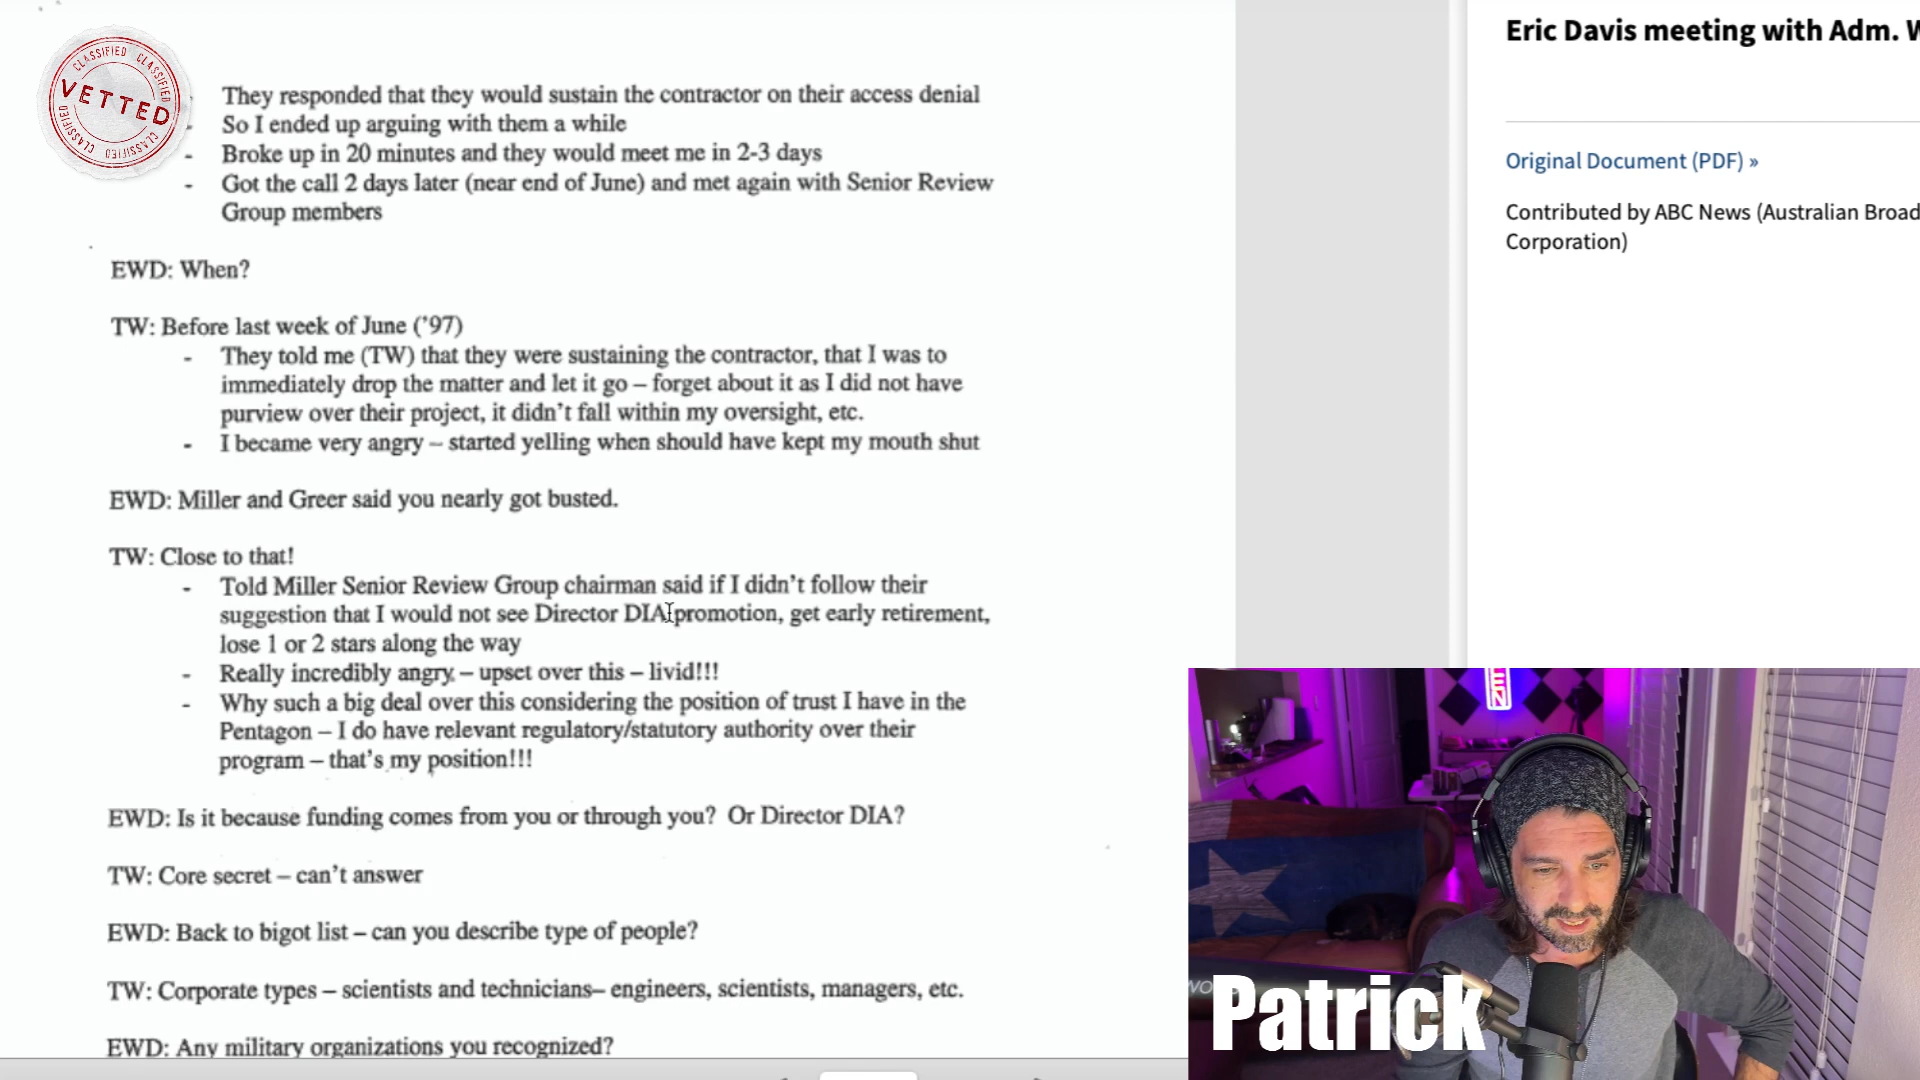 CLASSIFIED CLASSIFIED
VETTED
CLASSIFIED CLASSIFIED
They responded that they would sustain the contractor on their access denial
So I ended up arguing with them a while
- Broke up in 20 minutes and they would meet me in 2-3 days
- Got the call 2 days later (near end of June) and met again with Senior Review
Group members
EWD: When?
TW: Before last week of June ('97)
- They told me (TW) that they were sustaining the contractor, that I was to
immediately drop the matter and let it go – forget about it as I did not have
purview over their project, it didn't fall within my oversight, etc.
- I became very angry – started yelling when should have kept my mouth shut
EWD: Miller and Greer said you nearly got busted.
TW: Close to that!
- Told Miller Senior Review Group chairman said if I didn't follow their
suggestion that I would not see Director DIA promotion, get early retirement,
lose 1 or 2 stars along the way
- Really incredibly angry – upset over this – livid!!!
- Why such a big deal over this considering the position of trust I have in the
Pentagon – I do have relevant regulatory/statutory authority over their
program – that's my position!!!
EWD: Is it because funding comes from you or through you? Or Director DIA?
TW: Core secret – can't answer
EWD: Back to bigot list – can you describe type of people?
TW: Corporate types – scientists and technicians– engineers, scientists, managers, etc.
EWD: Any military organizations you recognized?
Eric Davis meeting with Adm. W
Original Document (PDF) »
Contributed by ABC News (Australian Broad
Corporation)
Patrick